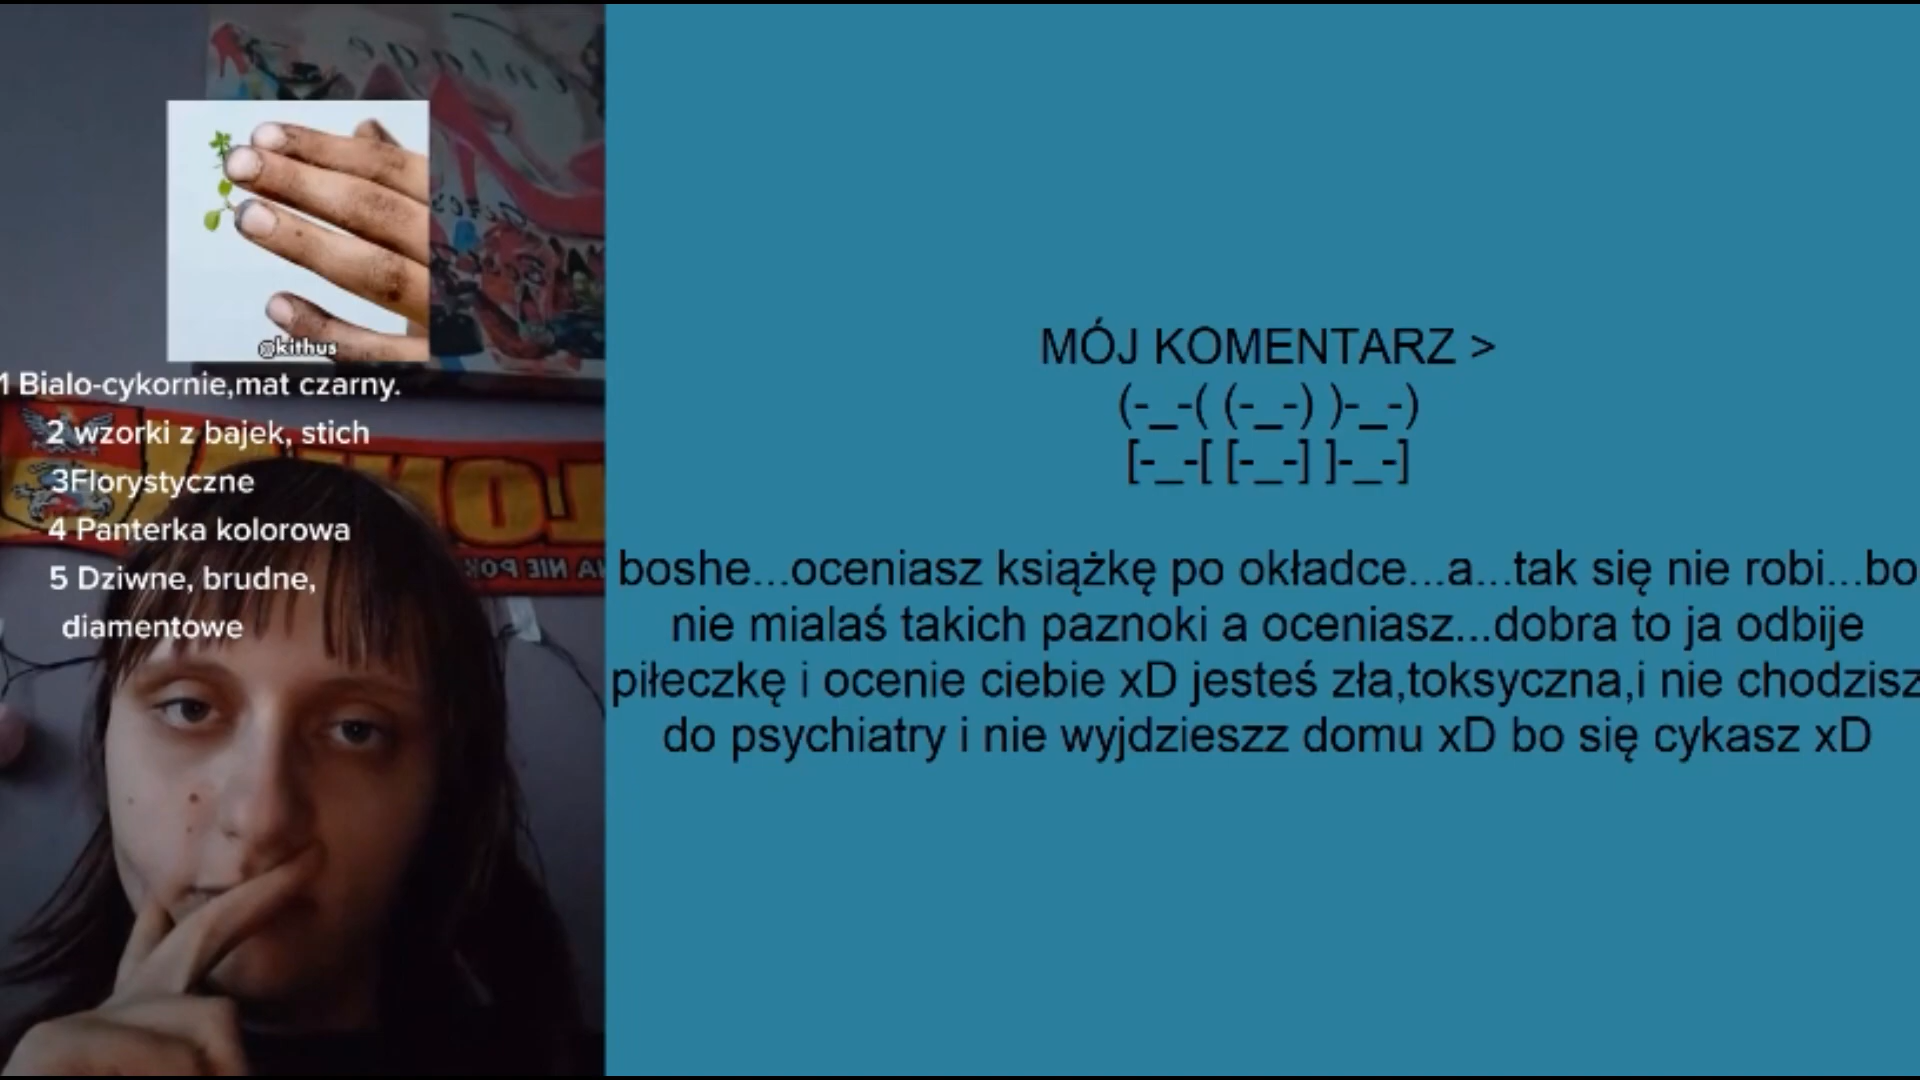 @kithus
1 Bialo-cykornie,mat czarny.
2 wzorki z bajek, stich
3Florystyczne
4 Panterka kolorowa
5 Dziwne, brudne,
diamentowe
MÓJ KOMENTARZ >
(-_-( (-_-) )-_-)
[-_-[ [-_-] ]-_-]
boshe...oceniasz książkę po okładce...a...tak się nie robi...bo
nie mialaś takich paznoki a oceniasz...dobra to ja odbije
piłeczkę i ocenie ciebie xD jesteś zła,toksyczna,i nie chodzisz
do psychiatry i nie wyjdzieszz domu xD bo się cykasz xD